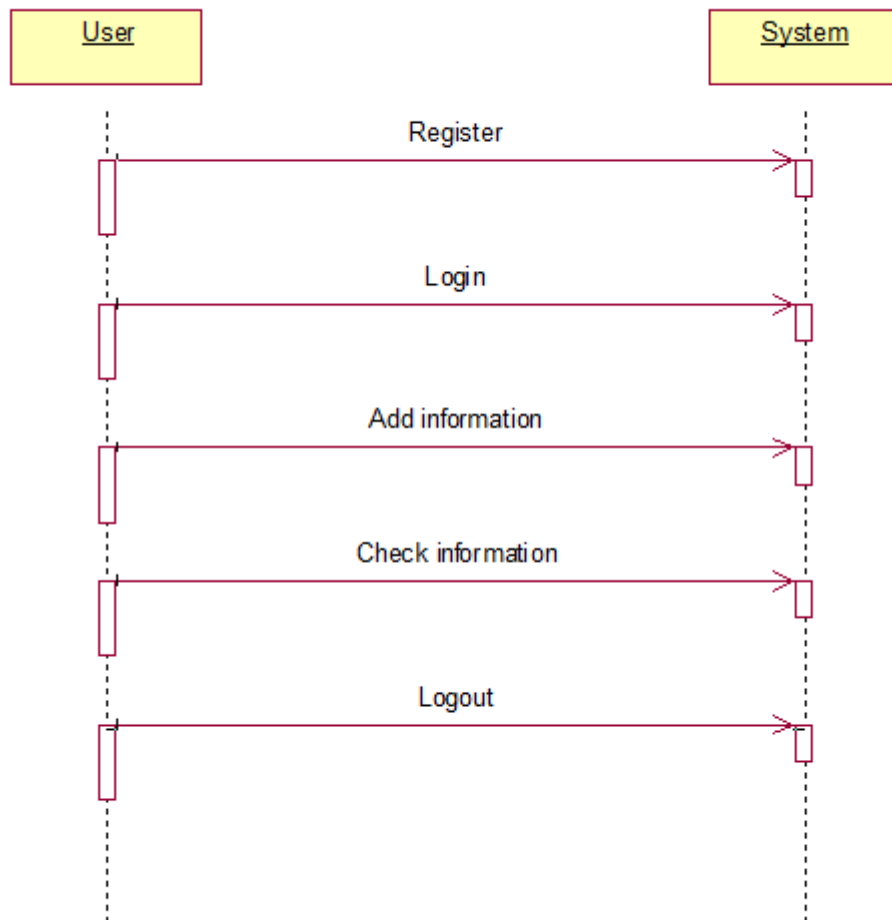 User
System
Register
Login
Add information
Check information
Logout